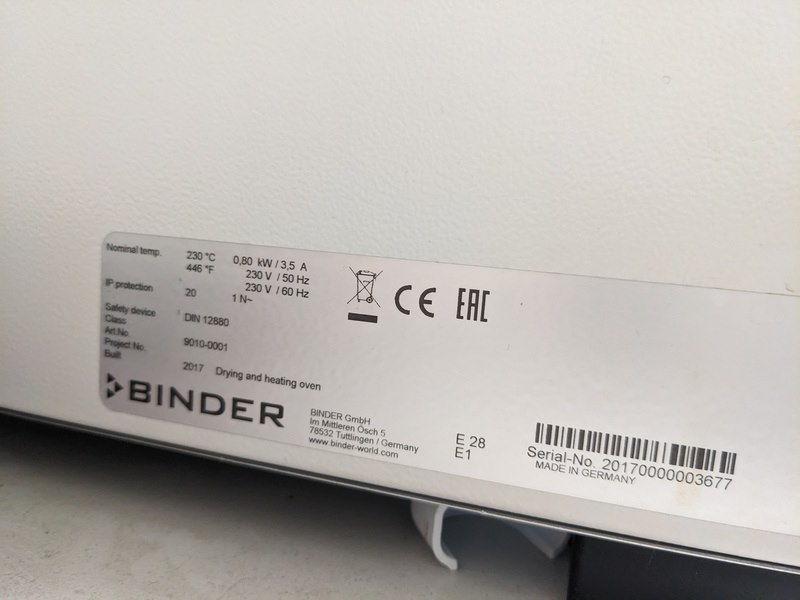 Nominal temp. 230 °C 0,80 kW / 3,5 A
446 °F 230 V / 50 Hz
230 V / 60 Hz
IP protection 20 1 N~
Safety device DIN 12880
Class
Art.No. 9010-0001
Project No.
Built 2017 Drying and heating oven
CE EAC
BINDER
BINDER GmbH
Im Mittleren Ösch 5
78532 Tuttlingen / Germany
www.binder-world.com
E 28
E1
Serial-No. 20170000003677
MADE IN GERMANY